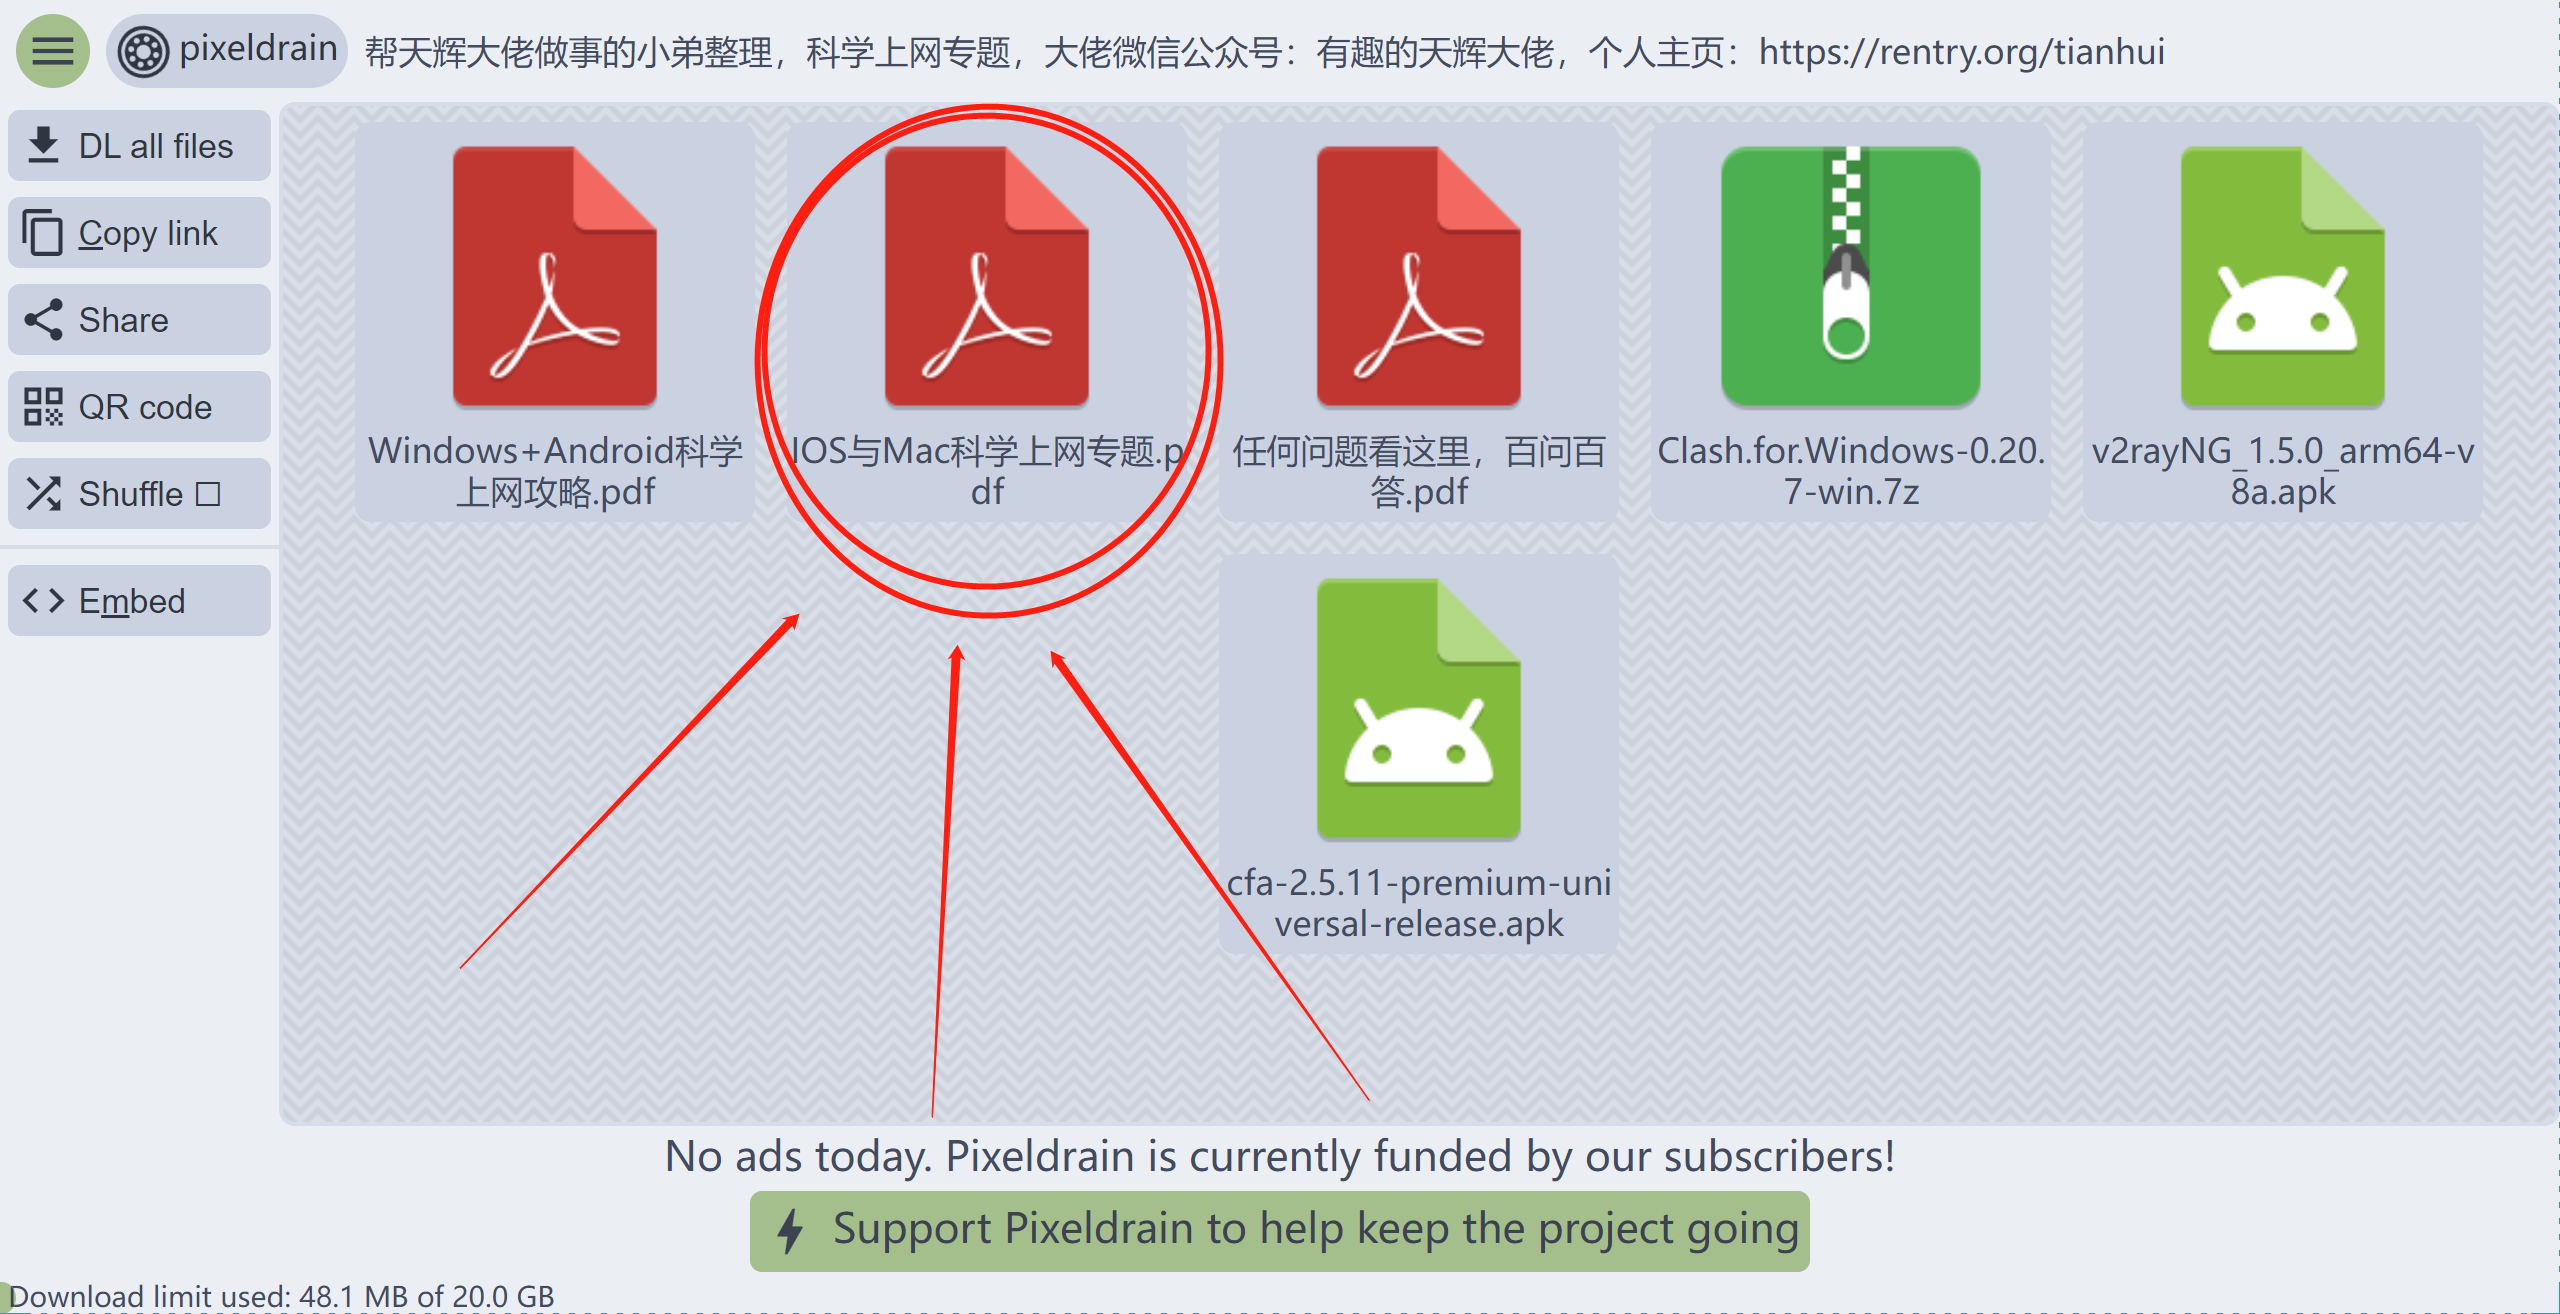 pixeldrain
帮天辉大佬做事的小弟整理，科学上网专题，大佬微信公众号：有趣的天辉大佬，个人主页：https://rentry.org/tianhui
DL all files
Copy link
Share
QR code
Shuffle ☐
Embed
Windows+Android科学
上网攻略.pdf
IOS与Mac科学上网专题.p
df
任何问题看这里，百问百
答.pdf
Clash.for.Windows-0.20.
7-win.7z
v2rayNG_1.5.0_arm64-v
8a.apk
cfa-2.5.11-premium-uni
versal-release.apk
No ads today. Pixeldrain is currently funded by our subscribers!
Support Pixeldrain to help keep the project going
Download limit used: 48.1 MB of 20.0 GB